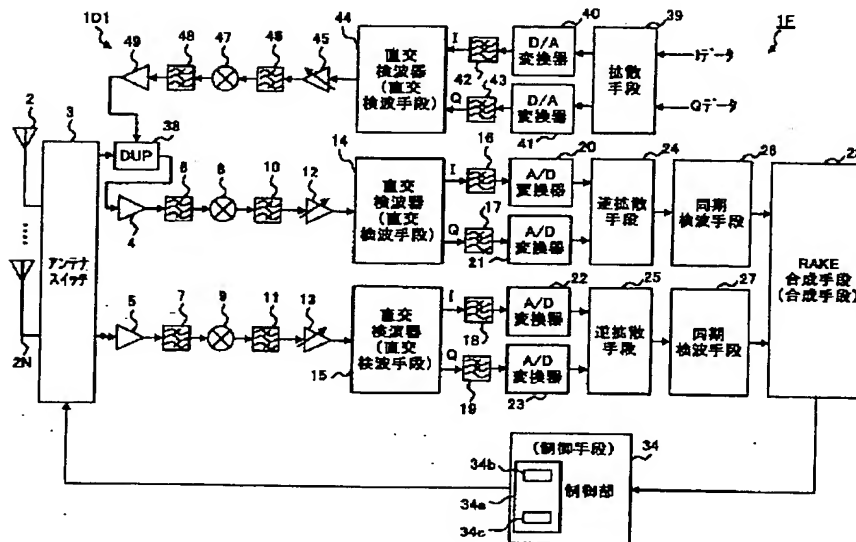 1D1
49
48
47
46
45
44
直交
検波器
(直交
検波手段)
I
Q
42
43
40
D/A
変換器
D/A
変換器
41
39
拡散
手段
Iデータ
Qデータ
1E
2
3
38
DUP
アンテナ
スイッチ
2N
4
6
8
10
12
14
直交
検波器
(直交
検波手段)
I
Q
16
17
20
A/D
変換器
A/D
変換器
21
24
逆拡散
手段
26
同期
検波手段
RAKE
合成手段
(合成手段)
5
7
9
11
13
15
直交
検波器
(直交
検波手段)
I
Q
18
19
22
A/D
変換器
A/D
変換器
23
25
逆拡散
手段
27
同期
検波手段
(制御手段)
34
34b
制御部
34a
34c